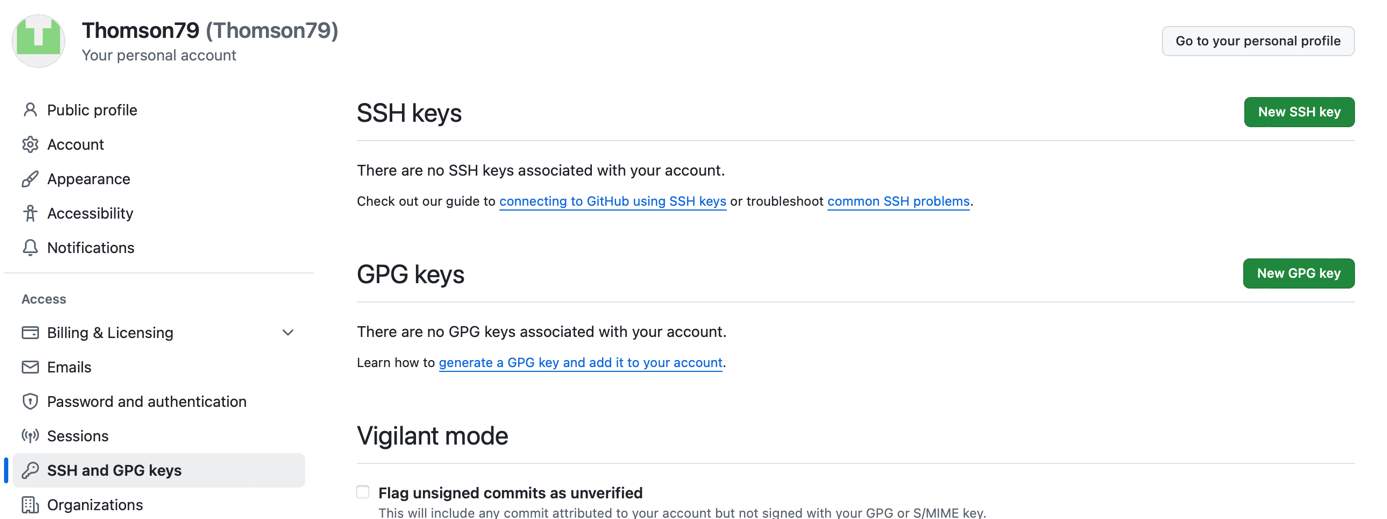 Thomson79 (Thomson79)
Your personal account
Go to your personal profile
Public profile
Account
Appearance
Accessibility
Notifications
Access
Billing & Licensing
Emails
Password and authentication
Sessions
SSH and GPG keys
Organizations
SSH keys
New SSH key
There are no SSH keys associated with your account.
Check out our guide to connecting to GitHub using SSH keys or troubleshoot common SSH problems.
GPG keys
New GPG key
There are no GPG keys associated with your account.
Learn how to generate a GPG key and add it to your account.
Vigilant mode
Flag unsigned commits as unverified
This will include any commit attributed to your account but not signed with your GPG or S/MIME key.